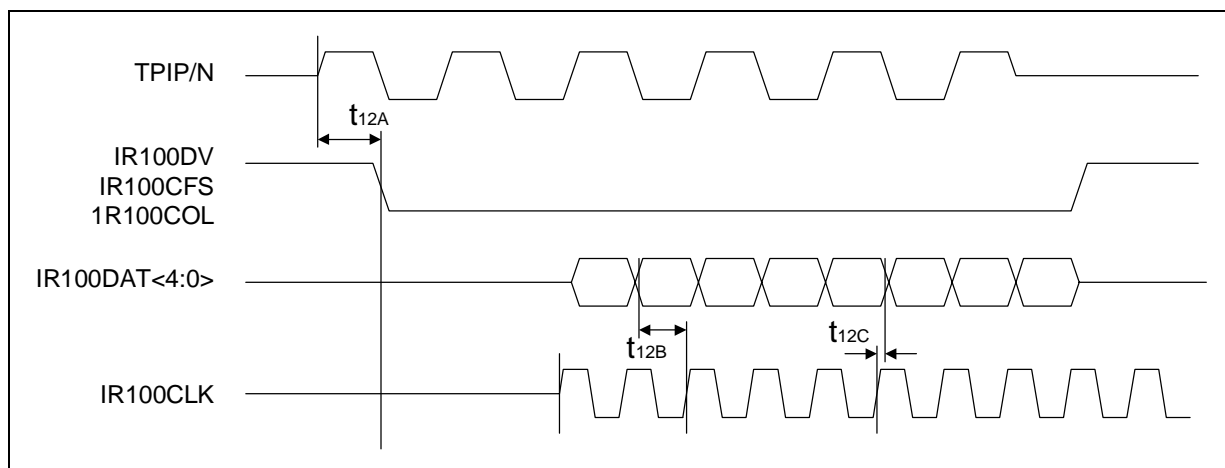 TPIP/N
t12A
IR100DV
IR100CFS
1R100COL
IR100DAT<4:0>
t12B
t12C
IR100CLK